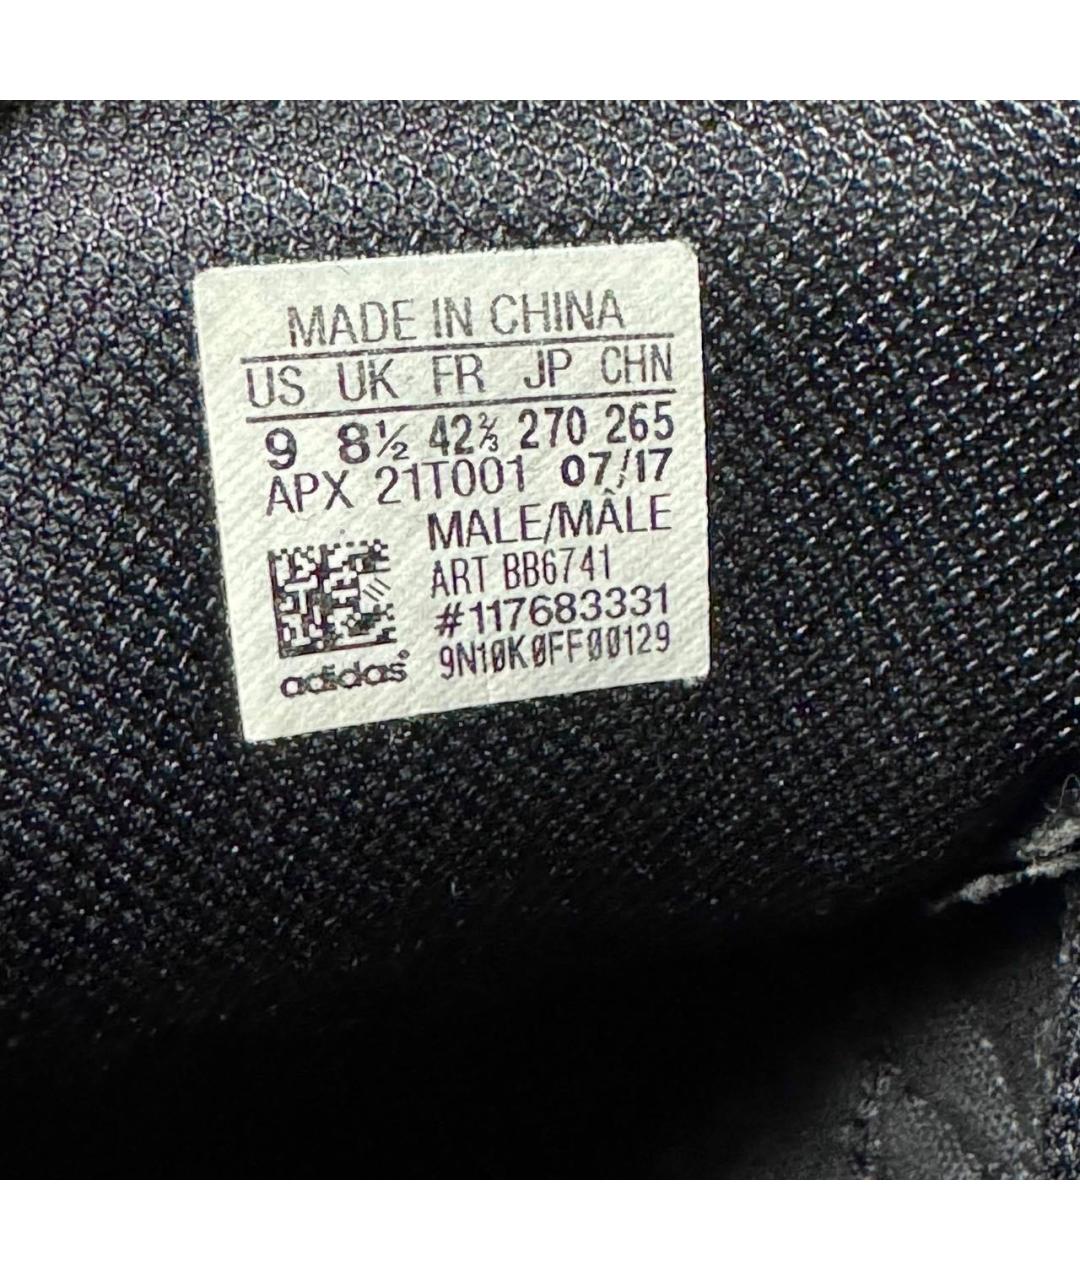 MADE IN CHINA
US UK FR JP CHN
9 8½ 42⅔ 270 265
APX 21T001 07/17
MALE/MÂLE
ART BB6741
#117683331
9N10K0FF00129
adidas®